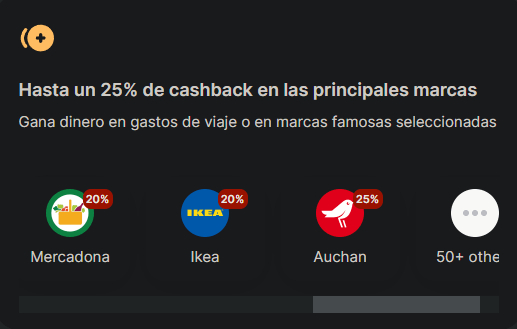 Hasta un 25% de cashback en las principales marcas
Gana dinero en gastos de viaje o en marcas famosas seleccionadas
20%
20%
25%
IKEA
Mercadona
Ikea
Auchan
50+ othe